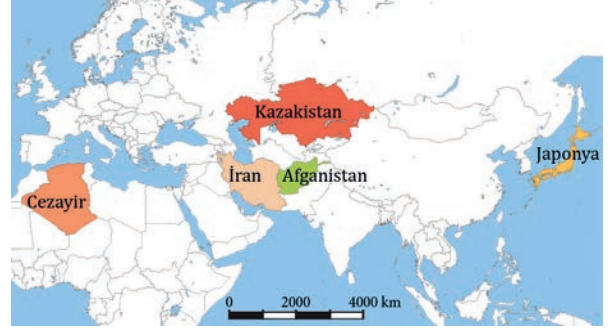 Kazakistan
Japonya
İran
Afganistan
Cezayir
0 2000 4000 km